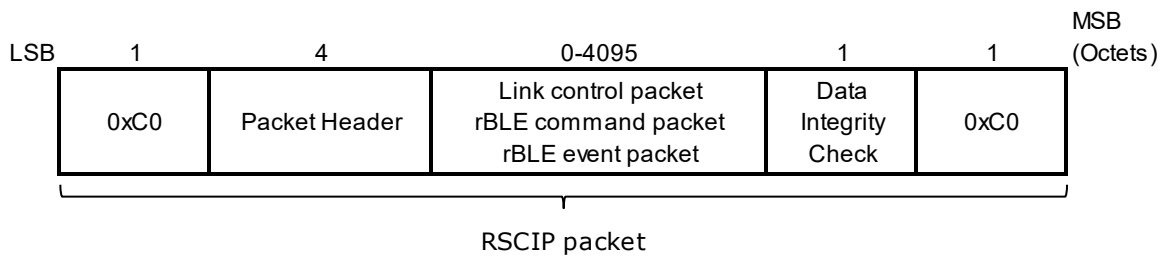 MSB
LSB 1 4 0-4095 1 1 (Octets)
0xC0 Packet Header Link control packet rBLE command packet rBLE event packet Data Integrity Check 0xC0
RSCIP packet